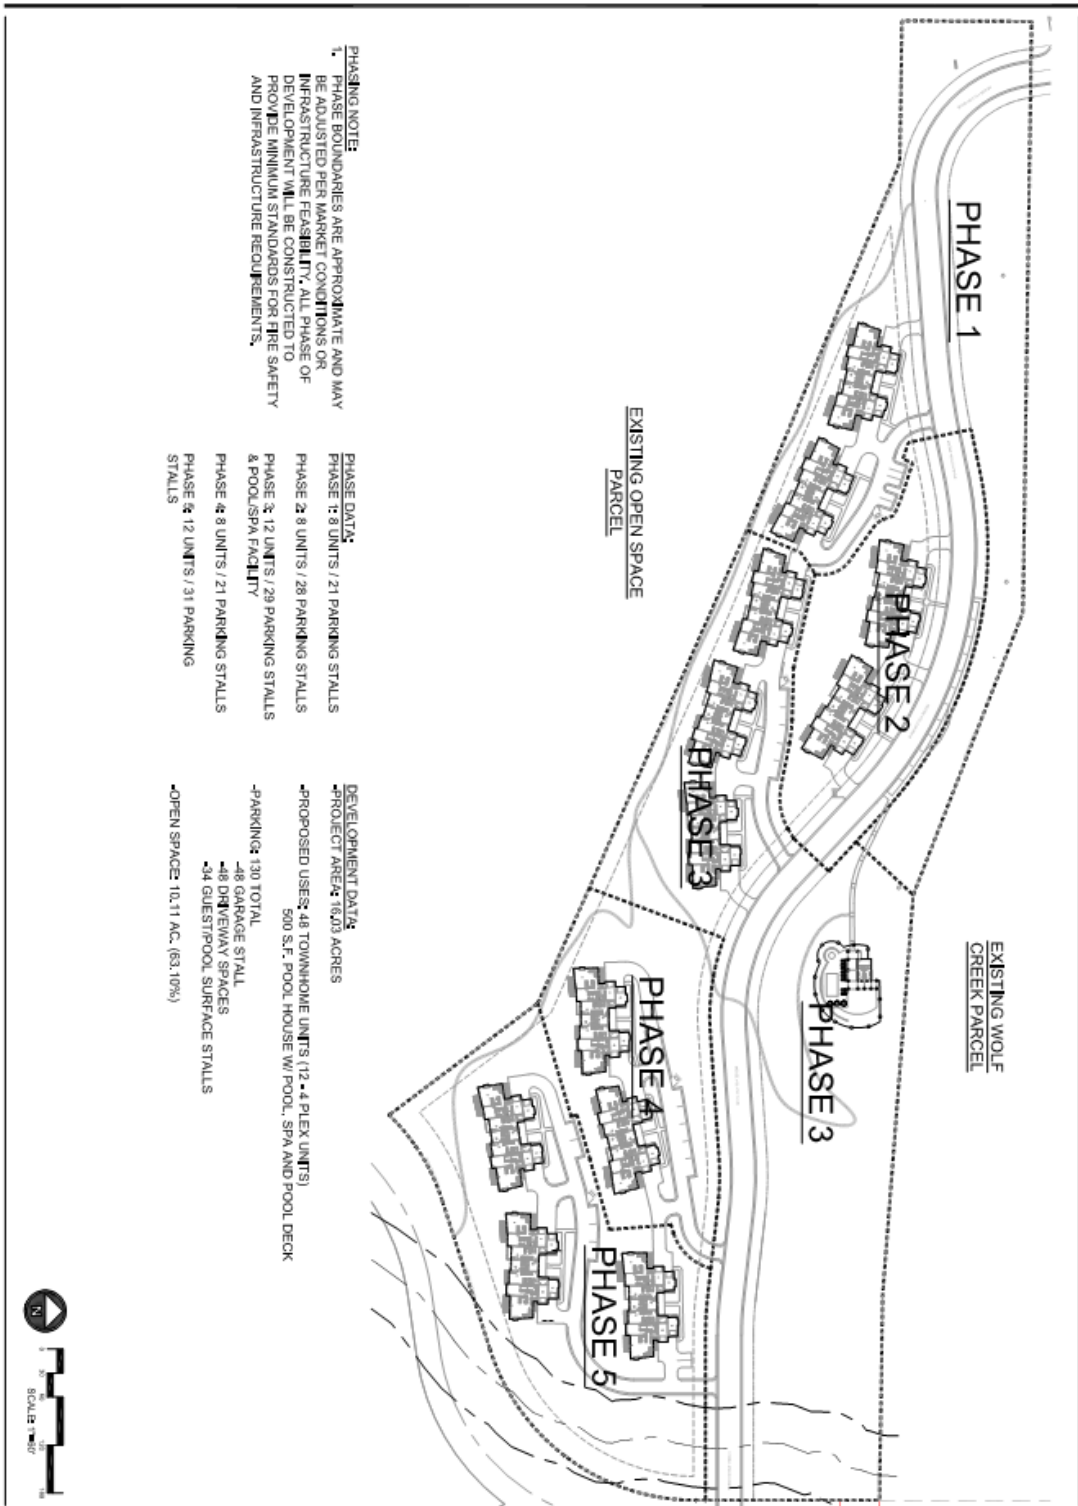 PHASE 1
PHASE 2
PHASE 3
PHASE 3
PHASE 4
PHASE 5
EXISTING OPEN SPACE
PARCEL
EXISTING WOLF
CREEK PARCEL
PHASING NOTE:
1. PHASE BOUNDARIES ARE APPROXIMATE AND MAY
BE ADJUSTED PER MARKET CONDITIONS OR
INFRASTRUCTURE FEASIBILITY. ALL PHASE OF
DEVELOPMENT WILL BE CONSTRUCTED TO
PROVIDE MINIMUM STANDARDS FOR FIRE SAFETY
AND INFRASTRUCTURE REQUIREMENTS.
PHASE DATA:
PHASE 1: 8 UNITS / 21 PARKING STALLS
PHASE 2: 8 UNITS / 28 PARKING STALLS
PHASE 3: 12 UNITS / 29 PARKING STALLS
& POOL/SPA FACILITY
PHASE 4: 8 UNITS / 21 PARKING STALLS
PHASE 5: 12 UNITS / 31 PARKING
STALLS
DEVELOPMENT DATA:
-PROJECT AREA: 16.03 ACRES
-PROPOSED USES: 48 TOWNHOME UNITS (12 - 4 PLEX UNITS)
500 S.F. POOL HOUSE W/ POOL, SPA AND POOL DECK
-PARKING: 130 TOTAL
-48 GARAGE STALL
-48 DRIVEWAY SPACES
-34 GUEST/POOL SURFACE STALLS
-OPEN SPACE: 10.11 AC. (63.10%)
N
SCALE: 1"=60'